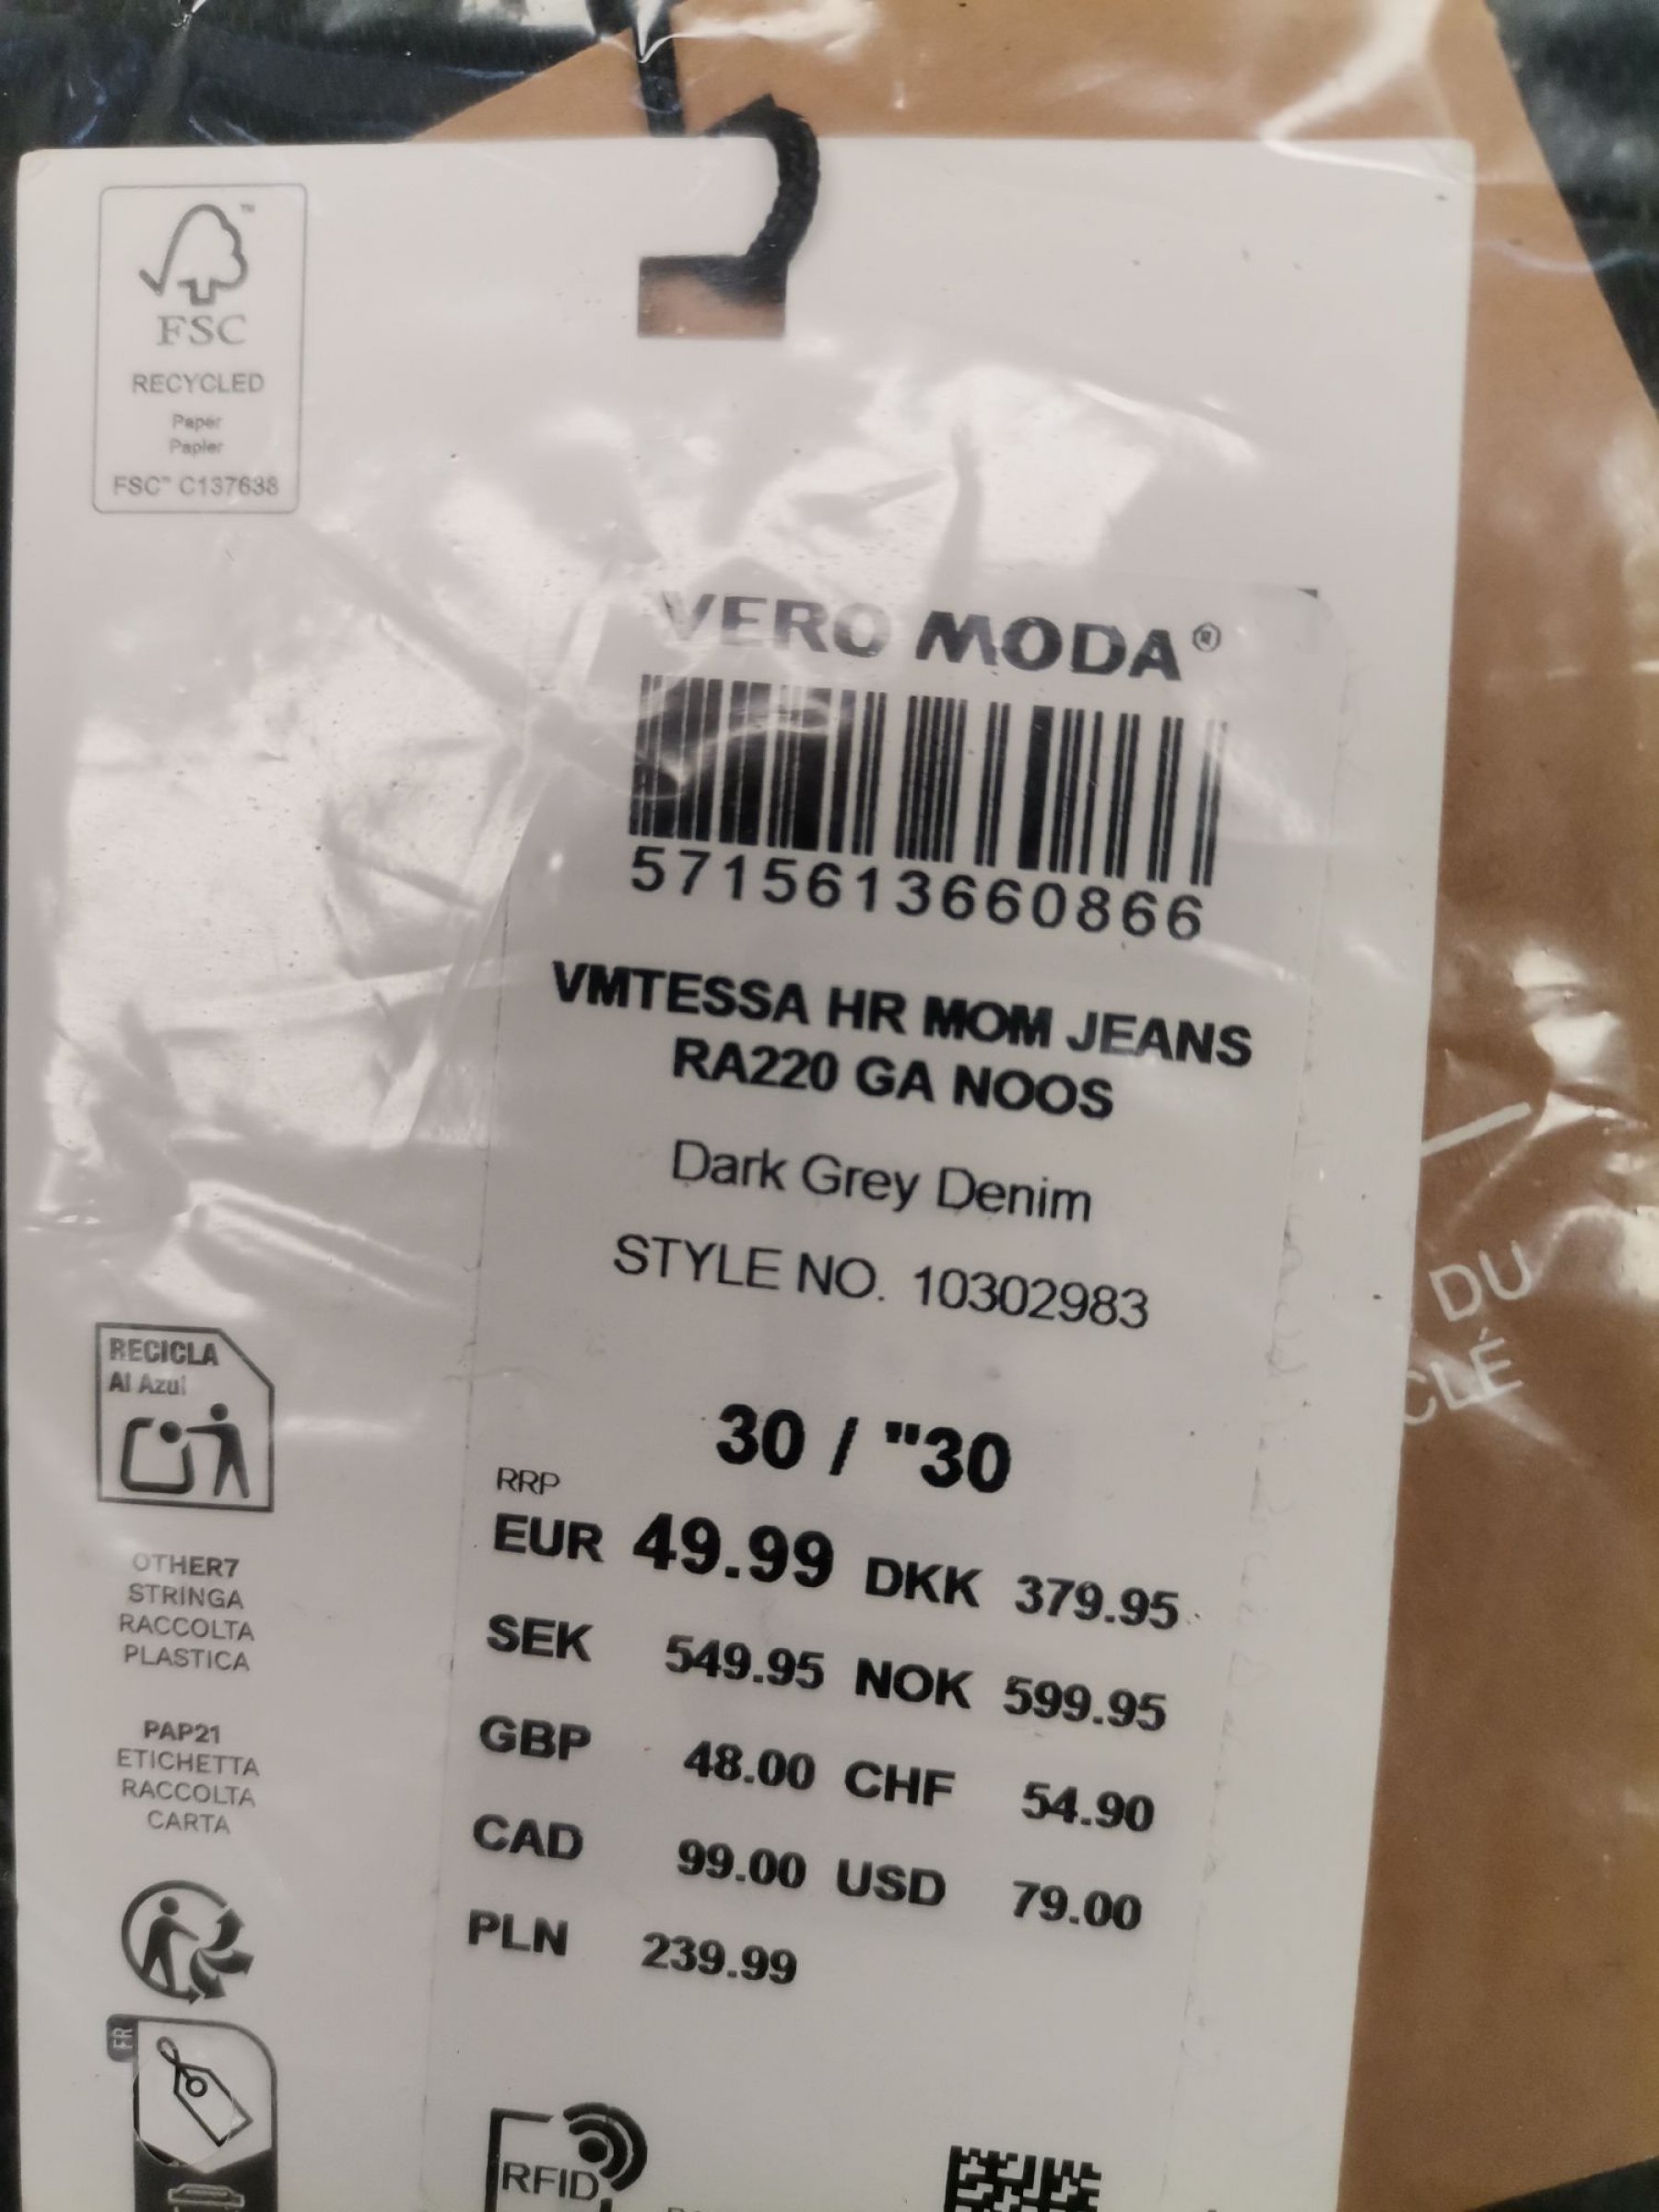 FSC™
RECYCLED
Paper
Papier
FSC™ C137638
VERO MODA®
5715613660866
VMTESSA HR MOM JEANS
RA220 GA NOOS
Dark Grey Denim
STYLE NO. 10302983
30 / "30
RRP
EUR 49.99 DKK 379.95
SEK 549.95 NOK 599.95
GBP 48.00 CHF 54.90
CAD 99.00 USD 79.00
PLN 239.99
RFID
RECICLA
Al Azul
OTHER7
STRINGA
RACCOLTA
PLASTICA
PAP21
ETICHETTA
RACCOLTA
CARTA
FR
DU
CLÉ